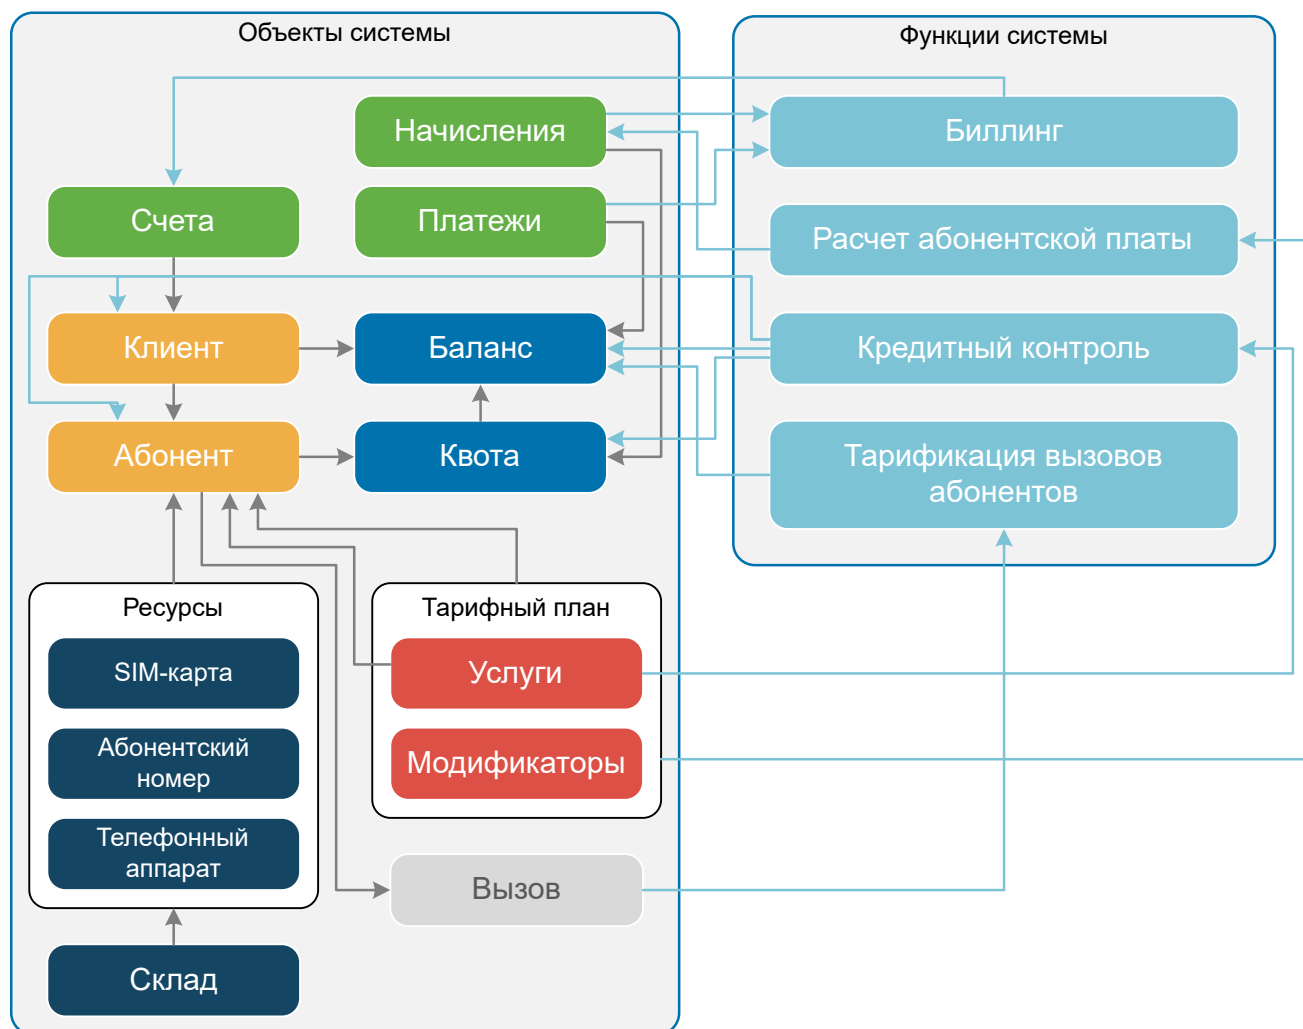 Объекты системы
Начисления
Счета
Платежи
Клиент
Баланс
Абонент
Квота
Ресурсы
SIM-карта
Абонентский
номер
Телефонный
аппарат
Склад
Тарифный план
Услуги
Модификаторы
Вызов
Функции системы
Биллинг
Расчет абонентской платы
Кредитный контроль
Тарификация вызовов
абонентов